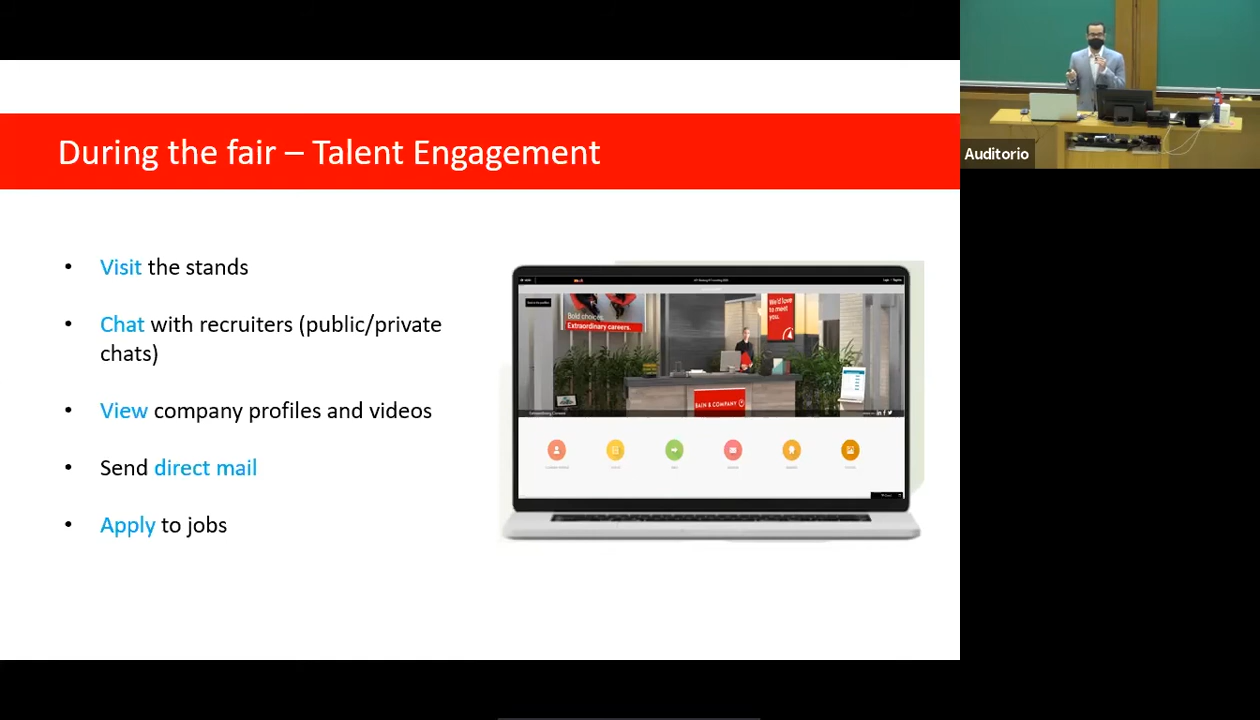 During the fair – Talent Engagement
• Visit the stands
• Chat with recruiters (public/private
chats)
• View company profiles and videos
• Send direct mail
• Apply to jobs
Bold choices.
Extraordinary careers.
We'd love
to meet
you.
BAIN & COMPANY
Auditorio